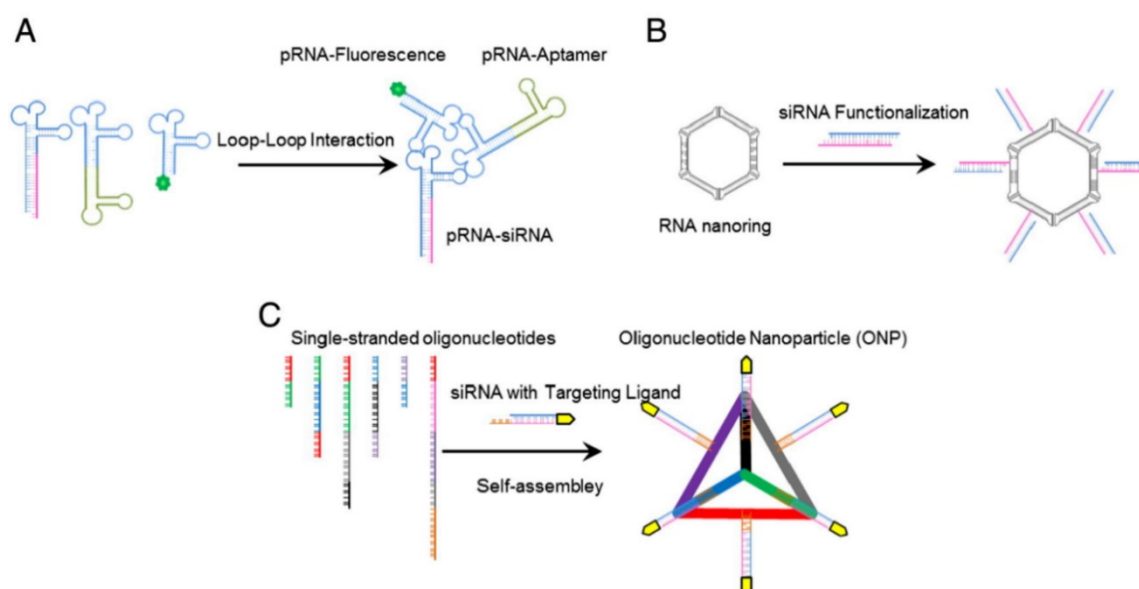 A
pRNA-Fluorescence
pRNA-Aptamer
Loop-Loop Interaction
pRNA-siRNA
B
siRNA Functionalization
RNA nanoring
C
Single-stranded oligonucleotides
Oligonucleotide Nanoparticle (ONP)
siRNA with Targeting Ligand
Self-assembley